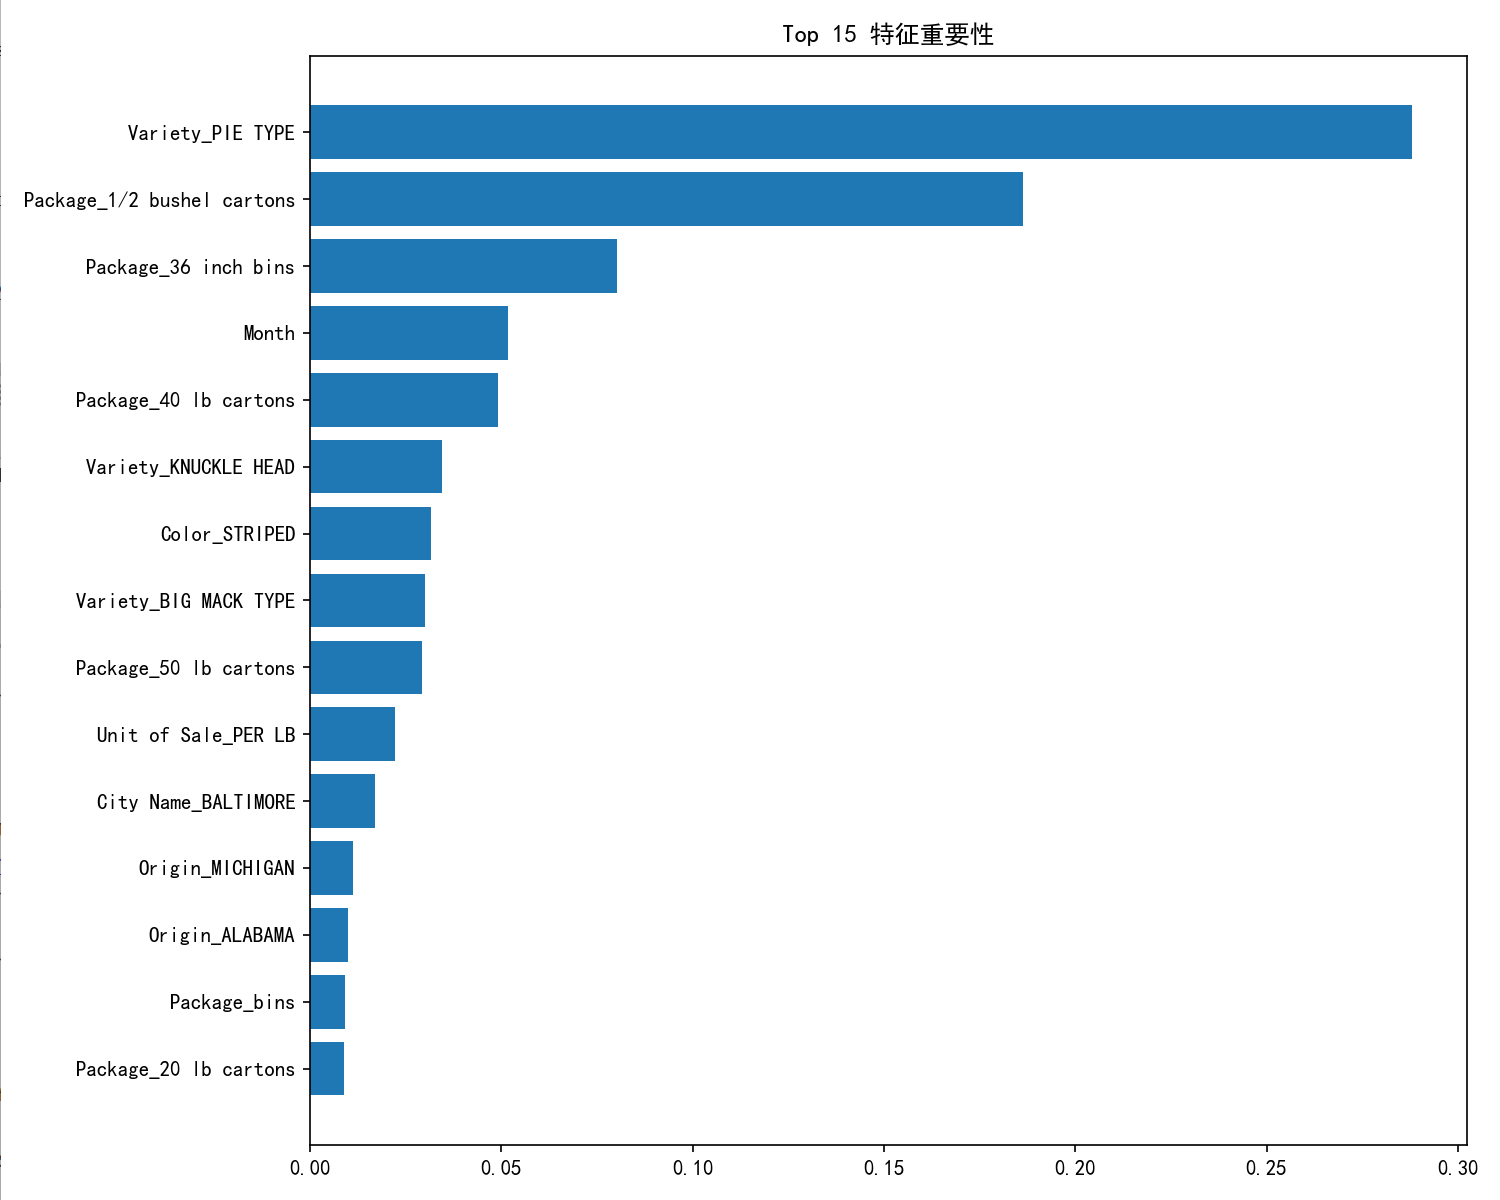 Top 15 特征重要性
Variety_PIE TYPE
Package_1/2 bushel cartons
Package_36 inch bins
Month
Package_40 lb cartons
Variety_KNUCKLE HEAD
Color_STRIPED
Variety_BIG MACK TYPE
Package_50 lb cartons
Unit of Sale_PER LB
City Name_BALTIMORE
Origin_MICHIGAN
Origin_ALABAMA
Package_bins
Package_20 lb cartons
0.00 0.05 0.10 0.15 0.20 0.25 0.30